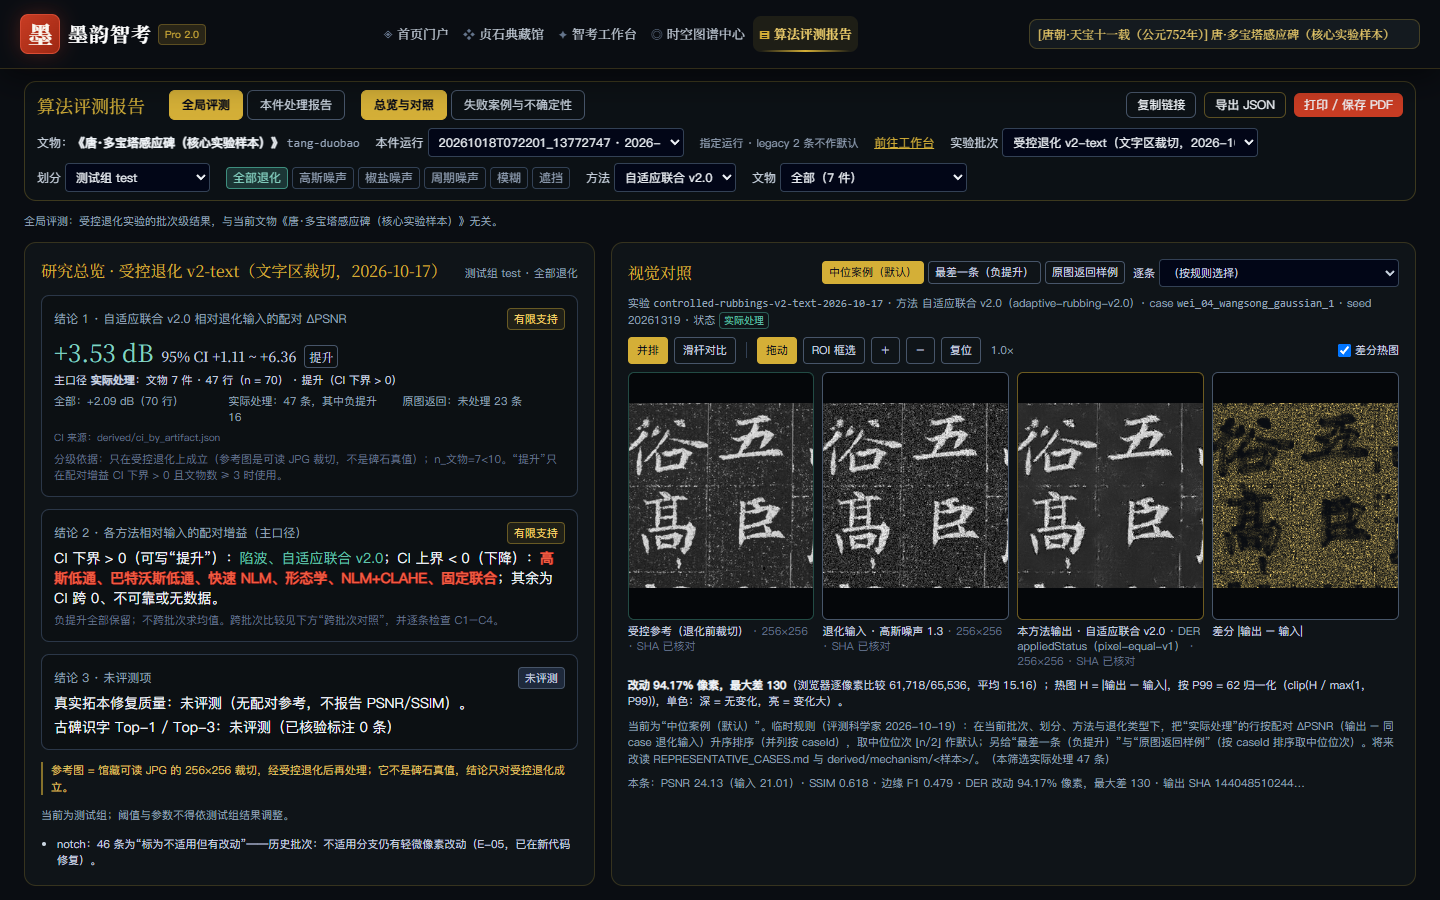 墨 墨韵智考 Pro 2.0
首页门户 贞石典藏馆 智考工作台 时空图谱中心 算法评测报告
[唐朝·天宝十一载（公元752年）] 唐·多宝塔感应碑（核心实验样本）
算法评测报告 全局评测 本件处理报告 总览与对照 失败案例与不确定性 复制链接 导出 JSON 打印 / 保存 PDF
文物： 《唐·多宝塔感应碑（核心实验样本）》 tang-duobao 本件运行 20261018T072201_13772747 · 2026- 指定运行 · legacy 2 条不作默认 前往工作台 实验批次 受控退化 v2-text（文字区裁切，2026-1
划分 测试组 test 全部退化 高斯噪声 椒盐噪声 周期噪声 模糊 遮挡 方法 自适应联合 v2.0 文物 全部（7 件）
全局评测：受控退化实验的批次级结果，与当前文物《唐·多宝塔感应碑（核心实验样本）》无关。
研究总览 · 受控退化 v2-text（文字区裁切，2026-10-17） 测试组 test · 全部退化
结论 1 · 自适应联合 v2.0 相对退化输入的配对 ΔPSNR 有限支持
+3.53 dB 95% CI +1.11 ~ +6.36 提升
主口径 实际处理：文物 7 件 · 47 行（n = 70） · 提升（CI 下界 > 0）
全部：+2.09 dB（70 行） 实际处理：47 条，其中负提升 原图返回：未处理 23 条
16
CI 来源：derived/ci_by_artifact.json
分级依据：只在受控退化上成立（参考图是可读 JPG 裁切，不是碑石真值）；n_文物=7<10。“提升”只
在配对增益 CI 下界 > 0 且文物数 ≥ 3 时使用。
结论 2 · 各方法相对输入的配对增益（主口径） 有限支持
CI 下界 > 0（可写“提升”）： 陷波、自适应联合 v2.0；CI 上界 < 0（下降）：高
斯低通、巴特沃斯低通、快速 NLM、形态学、NLM+CLAHE、固定联合；其余为
CI 跨 0、不可靠或无数据。
负提升全部保留；不跨批次求均值。跨批次比较见下方“跨批次对照”，并逐条检查 C1–C4。
结论 3 · 未评测项 未评测
真实拓本修复质量：未评测（无配对参考，不报告 PSNR/SSIM）。
古碑识字 Top-1 / Top-3：未评测（已核验标注 0 条）
参考图 = 馆藏可读 JPG 的 256×256 裁切，经受控退化后再处理；它不是碑石真值，结论只对受控退化成
立。
当前为测试组；阈值与参数不得依测试组结果调整。
• notch：46 条为“标为不适用但有改动”——历史批次：不适用分支仍有轻微像素改动（E-05，已在新代码
修复）。
视觉对照 中位案例（默认） 最差一条（负提升） 原图返回样例 逐条 （按规则选择）
实验 controlled-rubbings-v2-text-2026-10-17 · 方法 自适应联合 v2.0（adaptive-rubbing-v2.0） · case wei_04_wangsong_gaussian_1 · seed
20261319 · 状态 实际处理
并排 滑杆对比 拖动 ROI 框选 + − 复位 1.0× 差分热图
俗 五 俗 五 俗 五 俗 五
高 臣 高 臣 高 臣 高 臣
受控参考（退化前裁切） · 256×256
· SHA 已核对
退化输入 · 高斯噪声 1.3 · 256×256
· SHA 已核对
本方法输出 · 自适应联合 v2.0 · DER
appliedStatus（pixel-equal-v1） ·
256×256 · SHA 已核对
差分 |输出 − 输入|
改动 94.17% 像素，最大差 130（浏览器逐像素比较 61,718/65,536，平均 15.16）；热图 H = |输出 − 输入|，按 P99 = 62 归一化（clip(H / max(1,
P99))，单色：深 = 无变化，亮 = 变化大）。
当前为“中位案例（默认）”。临时规则（评测科学家 2026-10-19）：在当前批次、划分、方法与退化类型下，把“实际处理”的行按配对 ΔPSNR（输出 − 同
case 退化输入）升序排序（并列按 caseId），取中位位次 ⌊n/2⌋ 作默认；另给“最差一条（负提升）”与“原图返回样例”（按 caseId 排序取中位位次）。将来
改读 REPRESENTATIVE_CASES.md 与 derived/mechanism/<样本>/。（本筛选实际处理 47 条）
本条：PSNR 24.13（输入 21.01） · SSIM 0.618 · 边缘 F1 0.479 · DER 改动 94.17% 像素，最大差 130 · 输出 SHA 144048510244…